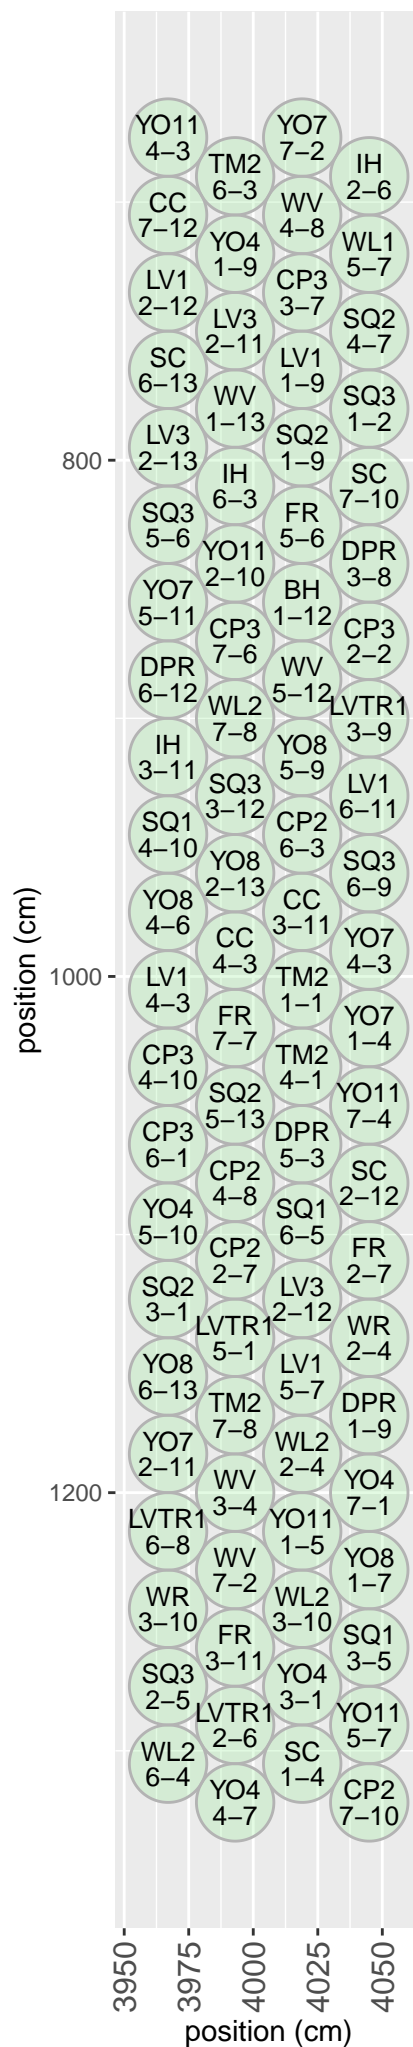 YO11
4–3
YO7
7–2
TM2
6–3
IH
2–6
CC
7–12
WV
4–8
YO4
1–9
WL1
5–7
LV1
2–12
CP3
3–7
LV3
2–11
SQ2
4–7
SC
6–13
LV1
1–9
WV
1–13
SQ3
1–2
LV3
2–13
SQ2
1–9
800
IH
6–3
SC
7–10
SQ3
5–6
FR
5–6
YO11
2–10
DPR
3–8
YO7
5–11
BH
1–12
CP3
7–6
CP3
2–2
DPR
6–12
WV
5–12
WL2
7–8
LVTR1
3–9
IH
3–11
YO8
5–9
SQ3
3–12
LV1
6–11
SQ1
4–10
CP2
6–3
YO8
2–13
SQ3
6–9
YO8
4–6
CC
3–11
CC
4–3
YO7
4–3
position (cm)
1000
LV1
4–3
TM2
1–1
FR
7–7
YO7
1–4
CP3
4–10
TM2
4–1
SQ2
5–13
YO11
7–4
CP3
6–1
DPR
5–3
CP2
4–8
SC
2–12
YO4
5–10
SQ1
6–5
CP2
2–7
FR
2–7
SQ2
3–1
LV3
2–12
LVTR1
5–1
WR
2–4
YO8
6–13
LV1
5–7
TM2
7–8
DPR
1–9
YO7
2–11
WL2
2–4
WV
3–4
YO4
7–1
1200
LVTR1
6–8
YO11
1–5
WV
7–2
YO8
1–7
WR
3–10
WL2
3–10
FR
3–11
SQ1
3–5
SQ3
2–5
YO4
3–1
LVTR1
2–6
YO11
5–7
WL2
6–4
SC
1–4
YO4
4–7
CP2
7–10
3950
3975
4000
4025
4050
position (cm)